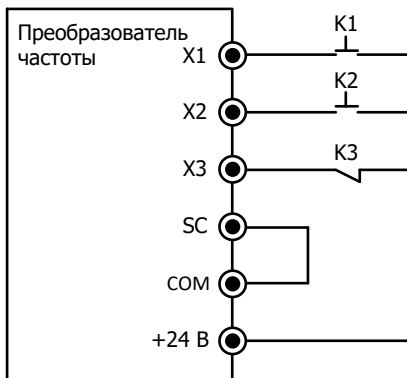 Преобразователь
частоты
X1
K1
X2
K2
X3
K3
SC
COM
+24 В